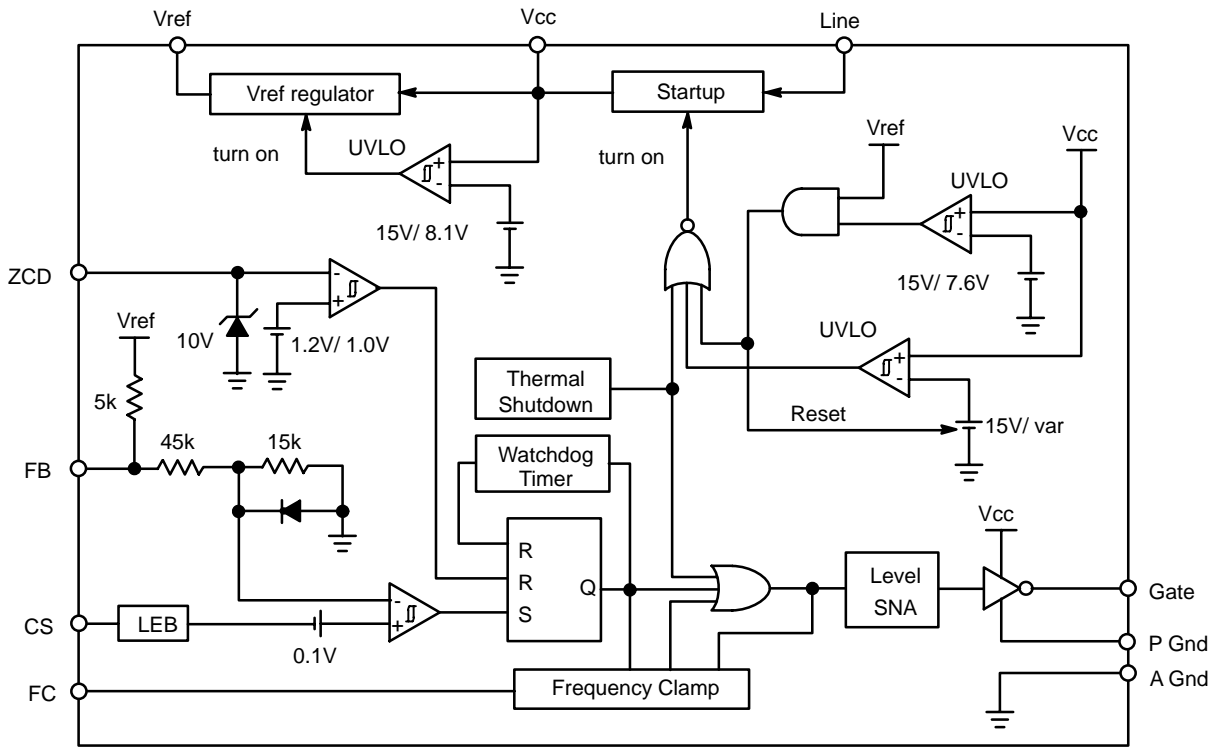 Vref
Vcc
Line
Vref regulator
Startup
turn on
UVLO
+
-
15V/ 8.1V
turn on
Vref
Vcc
UVLO
+
-
15V/ 7.6V
ZCD
-
+
10V
1.2V/ 1.0V
Vref
5k
UVLO
+
-
15V/ var
Reset
Thermal
Shutdown
FB
45k
15k
Watchdog
Timer
R
R
S
Q
Vcc
Level
SNA
Gate
CS
LEB
0.1V
-
+
P Gnd
FC
Frequency Clamp
A Gnd